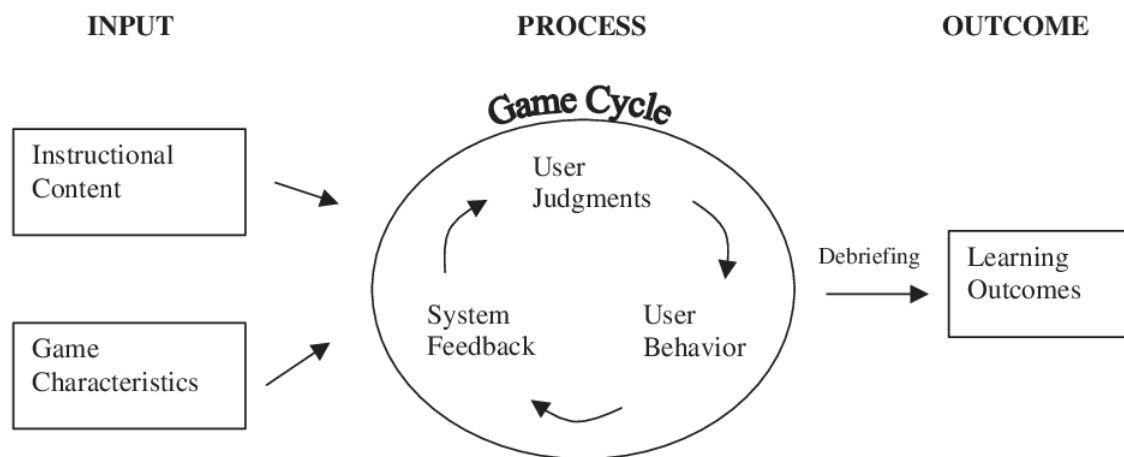 INPUT
PROCESS
OUTCOME
Game Cycle
Instructional
Content
User
Judgments
Debriefing
Learning
Outcomes
System
Feedback
User
Behavior
Game
Characteristics